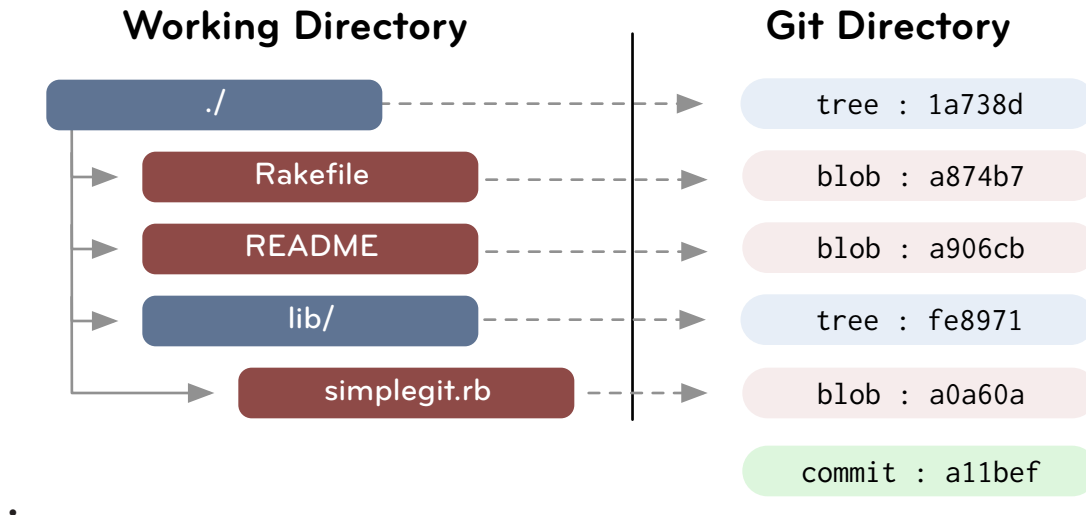 Working Directory Git Directory
./ tree : 1a738d
Rakefile blob : a874b7
README blob : a906cb
lib/ tree : fe8971
simplegit.rb blob : a0a60a
commit : a11bef